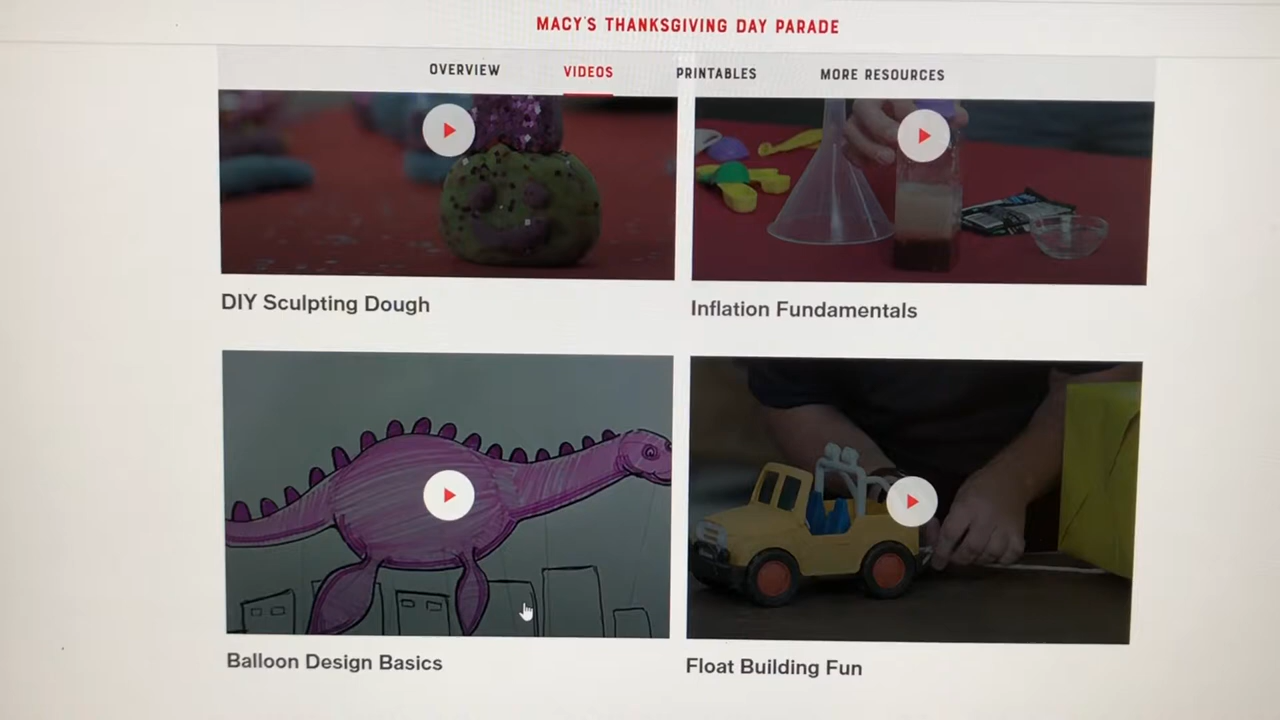 MACY'S THANKSGIVING DAY PARADE
OVERVIEW VIDEOS PRINTABLES MORE RESOURCES
DIY Sculpting Dough
Inflation Fundamentals
Balloon Design Basics
Float Building Fun